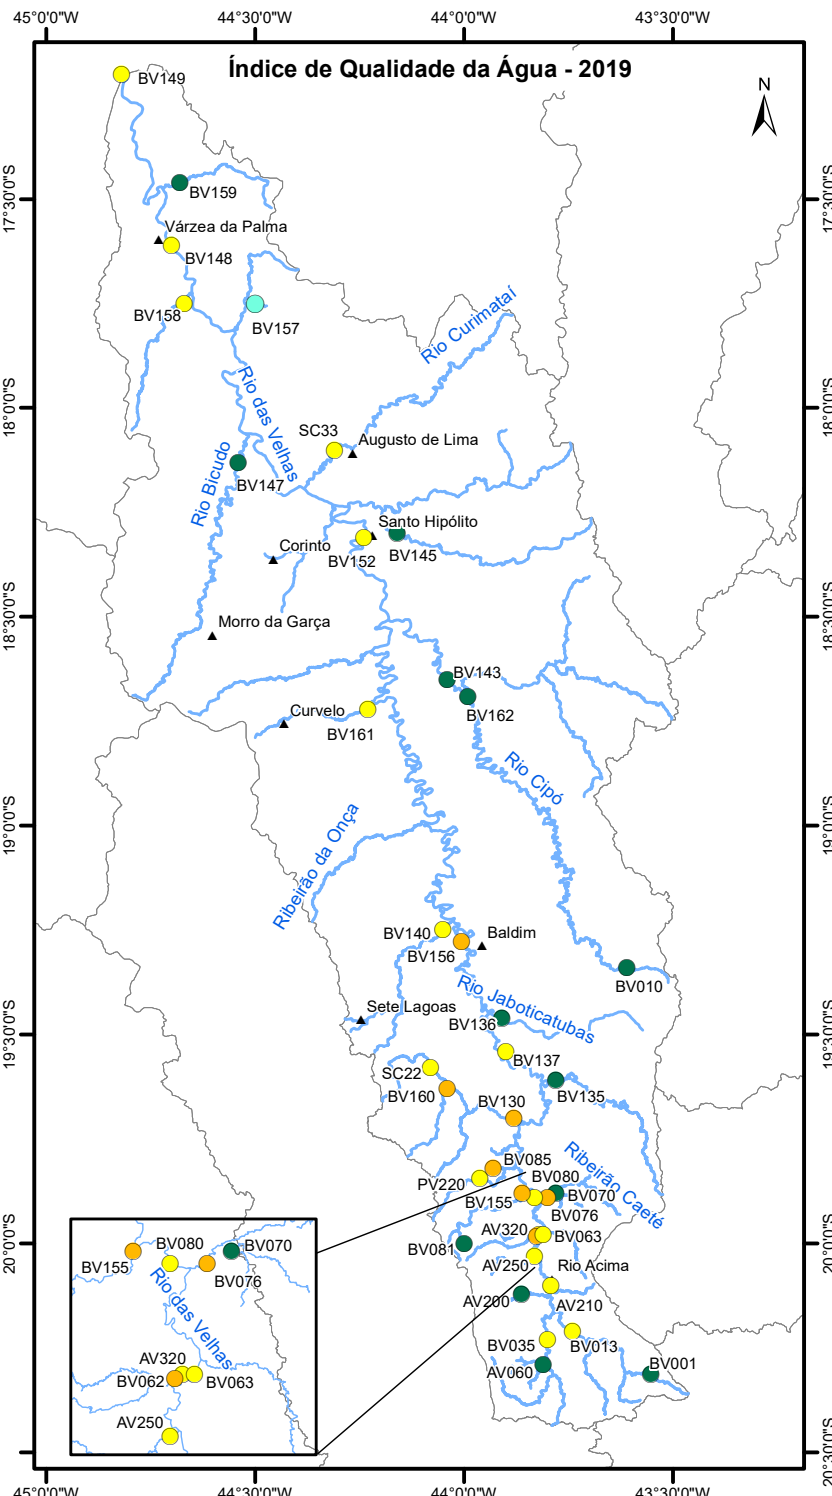 45°0'0"W
44°30'0"W
44°0'0"W
43°30'0"W
Índice de Qualidade da Água - 2019
N
BV149
BV159
17°30'0"S
17°30'0"S
Várzea da Palma
BV148
BV158
BV157
Rio Curimataí
Rio das Velhas
18°0'0"S
18°0'0"S
SC33
Augusto de Lima
Rio Bicudo
BV147
Santo Hipólito
Corinto
BV152
BV145
18°30'0"S
18°30'0"S
Morro da Garça
BV143
BV162
Curvelo
BV161
Rio Cipó
19°0'0"S
19°0'0"S
Ribeirão da Onça
BV140
Baldim
BV156
BV010
Rio Jaboticatubas
Sete Lagoas
BV136
19°30'0"S
19°30'0"S
BV137
SC22
BV160
BV135
BV130
Ribeirão Caeté
BV085
BV080
PV220
BV155
BV070
BV076
AV320
BV063
BV081
20°0'0"S
20°0'0"S
AV250
Rio Acima
AV200
AV210
BV035
BV013
AV060
BV001
BV080
BV070
BV155
BV076
Rio das Velhas
AV320
BV062
BV063
AV250
20°30'0"S
20°30'0"S
45°0'0"W
44°30'0"W
44°0'0"W
43°30'0"W